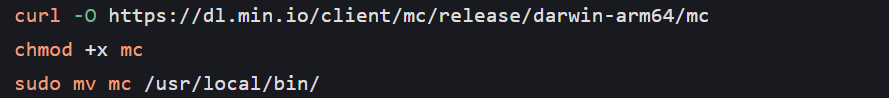 curl -O https://dl.min.io/client/mc/release/darwin-arm64/mc
chmod +x mc
sudo mv mc /usr/local/bin/